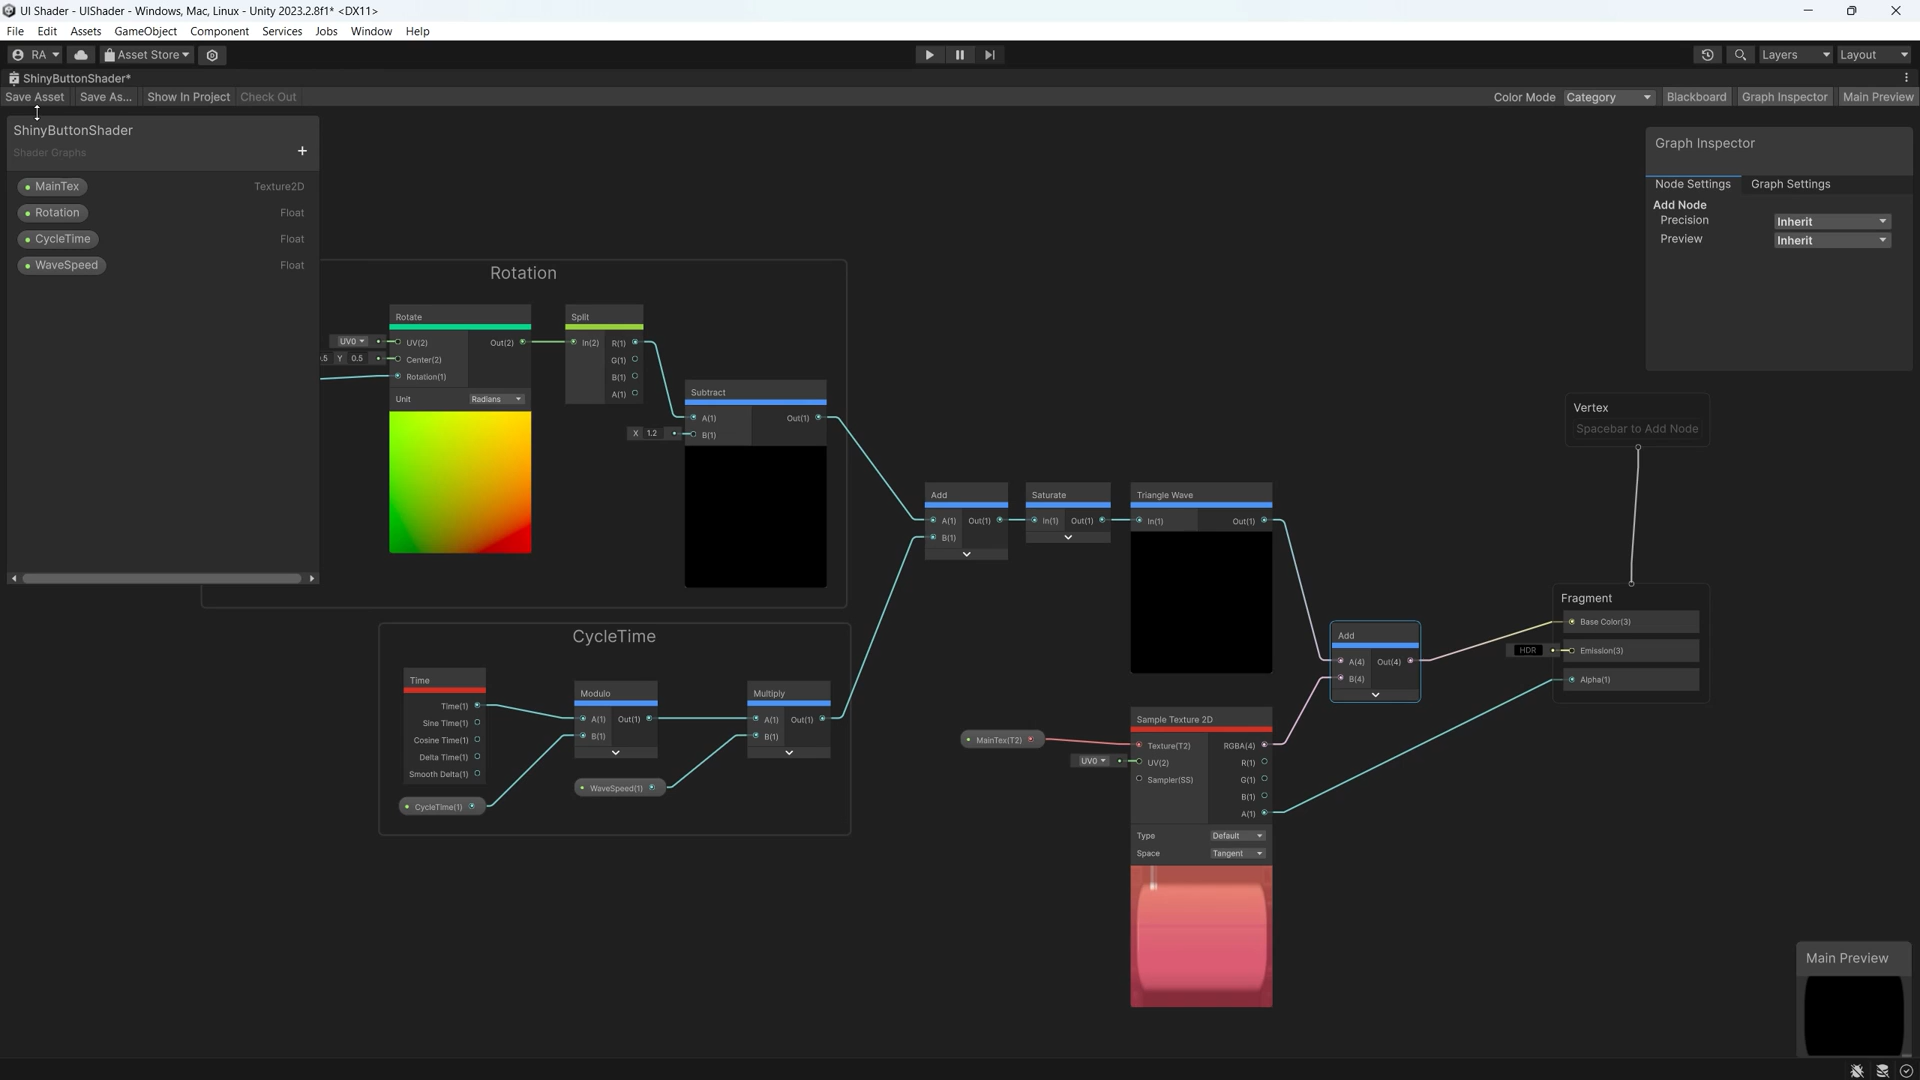 UI Shader - UIShader - Windows, Mac, Linux - Unity 2023.2.8f1* <DX11>
File Edit Assets GameObject Component Services Jobs Window Help
RA Asset Store Layers Layout
ShinyButtonShader*
Save Asset Save As... Show In Project Check Out Color Mode Category Blackboard Graph Inspector Main Preview
ShinyButtonShader
Shader Graphs
+
MainTex Texture2D
Rotation Float
CycleTime Float
WaveSpeed Float
Graph Inspector
Node Settings Graph Settings
Add Node
Precision Inherit
Preview Inherit
Rotation
Rotate
UV0 UV(2) Out(2)
.5 Y 0.5 Center(2)
Rotation(1)
Unit Radians
Split
In(2) R(1)
G(1)
B(1)
A(1)
Subtract
A(1) Out(1)
X 1.2 B(1)
Add
A(1) Out(1)
B(1)
Saturate
In(1) Out(1)
Triangle Wave
In(1) Out(1)
Vertex
Spacebar to Add Node
Fragment
Base Color(3)
HDR Emission(3)
Alpha(1)
Add
A(4) Out(4)
B(4)
CycleTime
Time
Time(1)
Sine Time(1)
Cosine Time(1)
Delta Time(1)
Smooth Delta(1)
CycleTime(1)
Modulo
A(1) Out(1)
B(1)
WaveSpeed(1)
Multiply
A(1) Out(1)
B(1)
MainTex(T2)
Sample Texture 2D
Texture(T2) RGBA(4)
UV0 UV(2) R(1)
Sampler(SS) G(1)
B(1)
A(1)
Type Default
Space Tangent
Main Preview